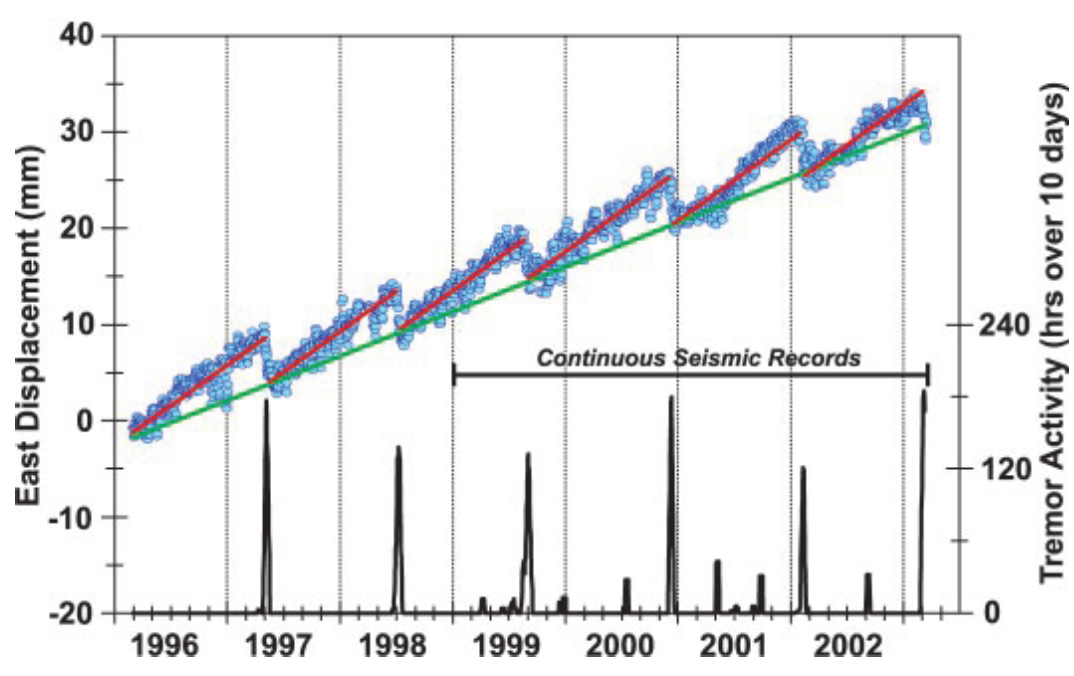 40
30
20
10
0
-10
-20
East Displacement (mm)
Continuous Seismic Records
240
120
0
Tremor Activity (hrs over 10 days)
1996 1997 1998 1999 2000 2001 2002